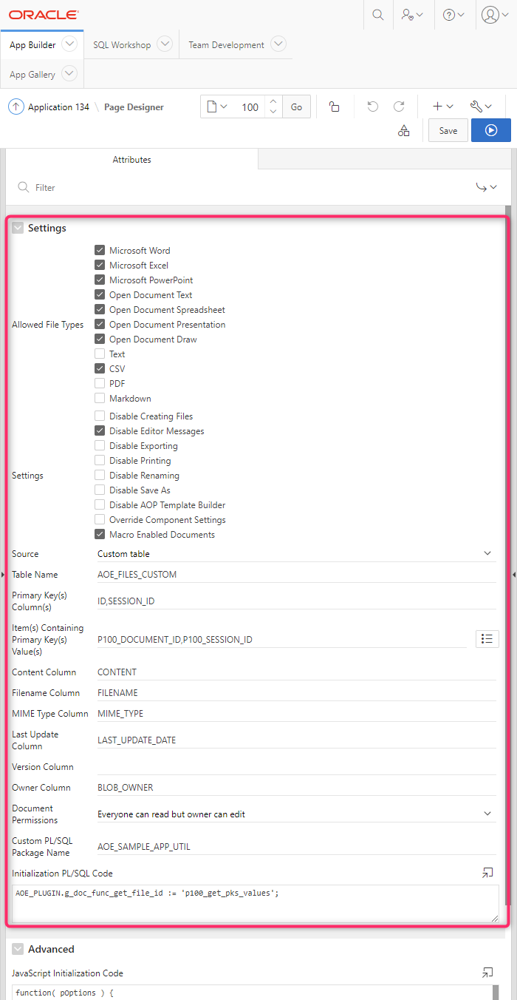 ORACLE
App Builder
SQL Workshop
Team Development
App Gallery
Application 134 \ Page Designer
100
Go
Save
Attributes
Filter
Settings
Allowed File Types
Microsoft Word
Microsoft Excel
Microsoft PowerPoint
Open Document Text
Open Document Spreadsheet
Open Document Presentation
Open Document Draw
Text
CSV
PDF
Markdown
Settings
Disable Creating Files
Disable Editor Messages
Disable Exporting
Disable Printing
Disable Renaming
Disable Save As
Disable AOP Template Builder
Override Component Settings
Macro Enabled Documents
Source Custom table
Table Name AOE_FILES_CUSTOM
Primary Key(s)
Column(s)
ID,SESSION_ID
Item(s) Containing
Primary Key(s)
Value(s)
P100_DOCUMENT_ID,P100_SESSION_ID
Content Column CONTENT
Filename Column FILENAME
MIME Type Column MIME_TYPE
Last Update
Column
LAST_UPDATE_DATE
Version Column
Owner Column BLOB_OWNER
Document
Permissions
Everyone can read but owner can edit
Custom PL/SQL
Package Name
AOE_SAMPLE_APP_UTIL
Initialization PL/SQL Code
AOE_PLUGIN.g_doc_func_get_file_id := 'p100_get_pks_values';
Advanced
JavaScript Initialization Code
function( pOptions ) {